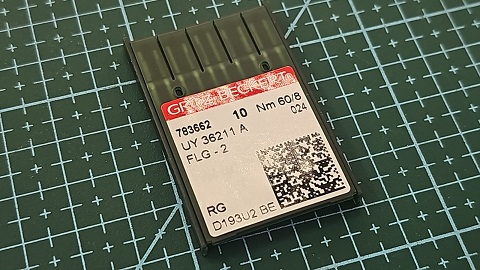 GROZ-BECKERT
783662 10 Nm 60/8
UY 36211 A 024
FLG - 2
RG
D193U2 BE